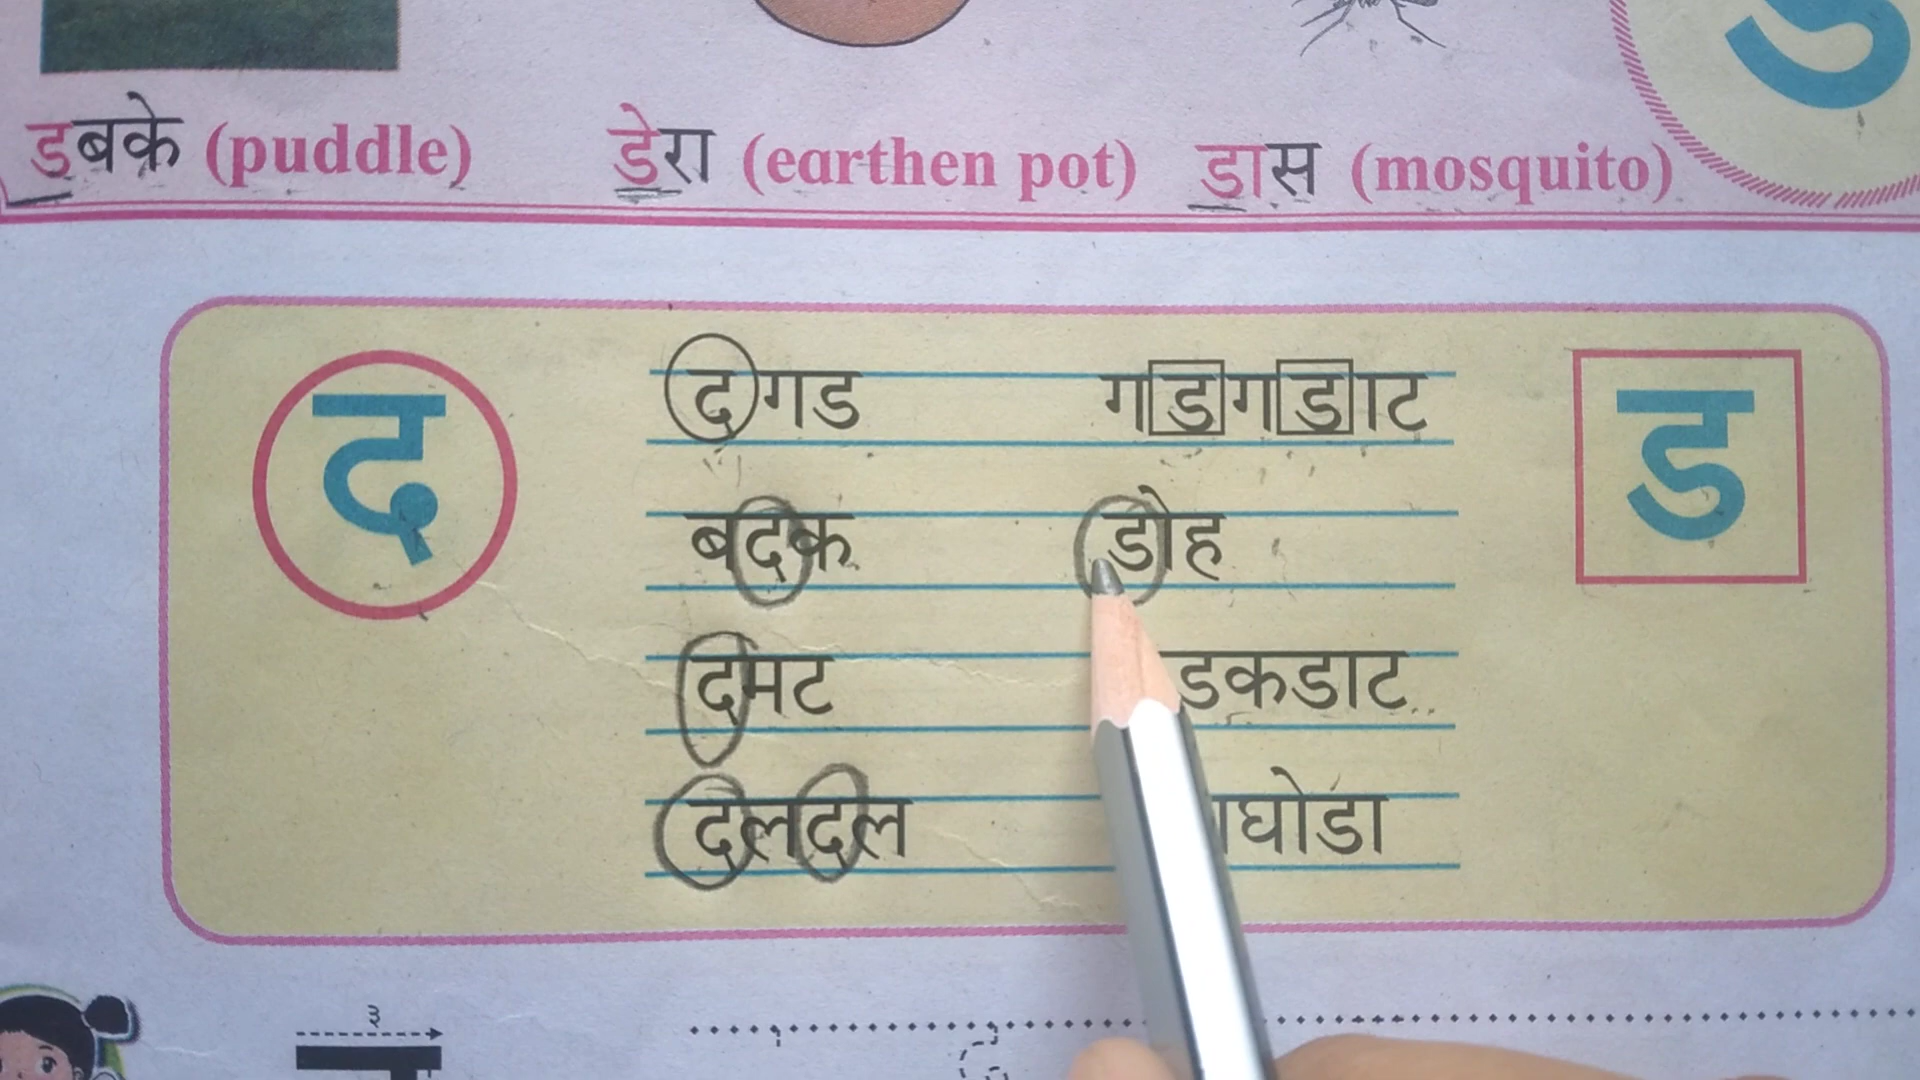 डबके (puddle) डेरा (earthen pot) डास (mosquito)
द दगड गडगडाट ड
बदक डोह
दमट डकडाट
दलदल घोडा